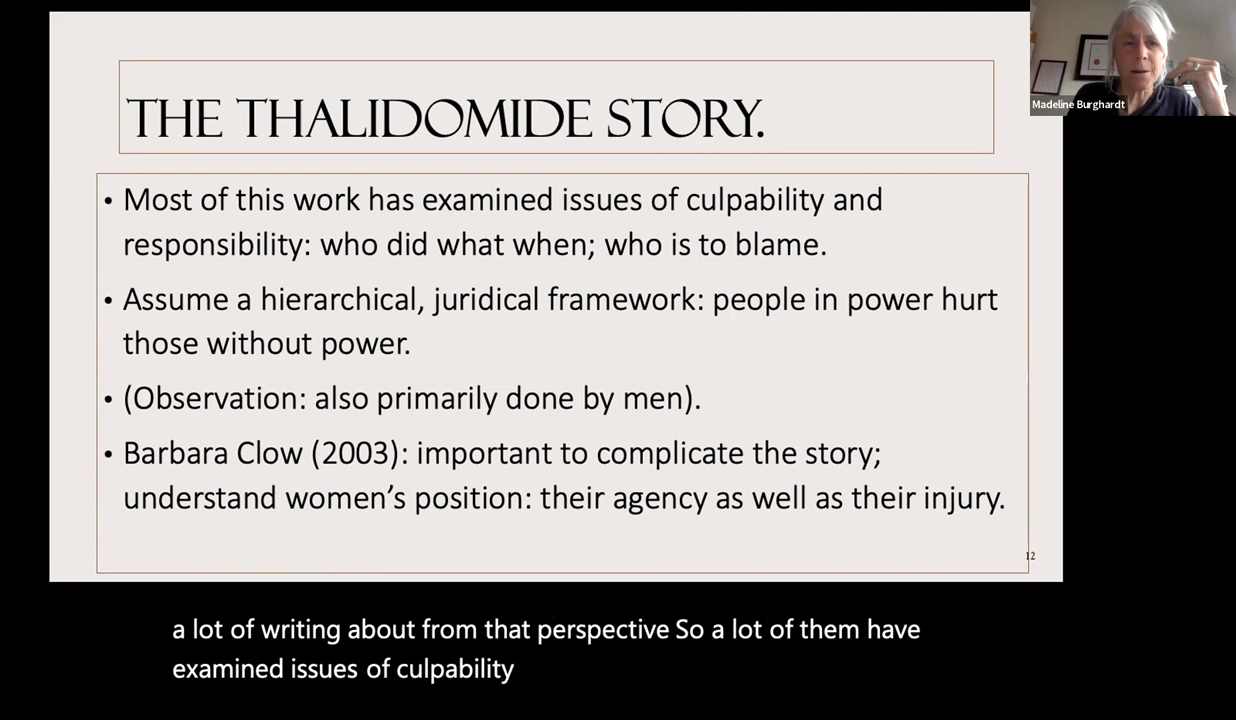 THE THALIDOMIDE STORY.
• Most of this work has examined issues of culpability and
responsibility: who did what when; who is to blame.
• Assume a hierarchical, juridical framework: people in power hurt
those without power.
• (Observation: also primarily done by men).
• Barbara Clow (2003): important to complicate the story;
understand women’s position: their agency as well as their injury.
12
Madeline Burghardt
a lot of writing about from that perspective So a lot of them have
examined issues of culpability